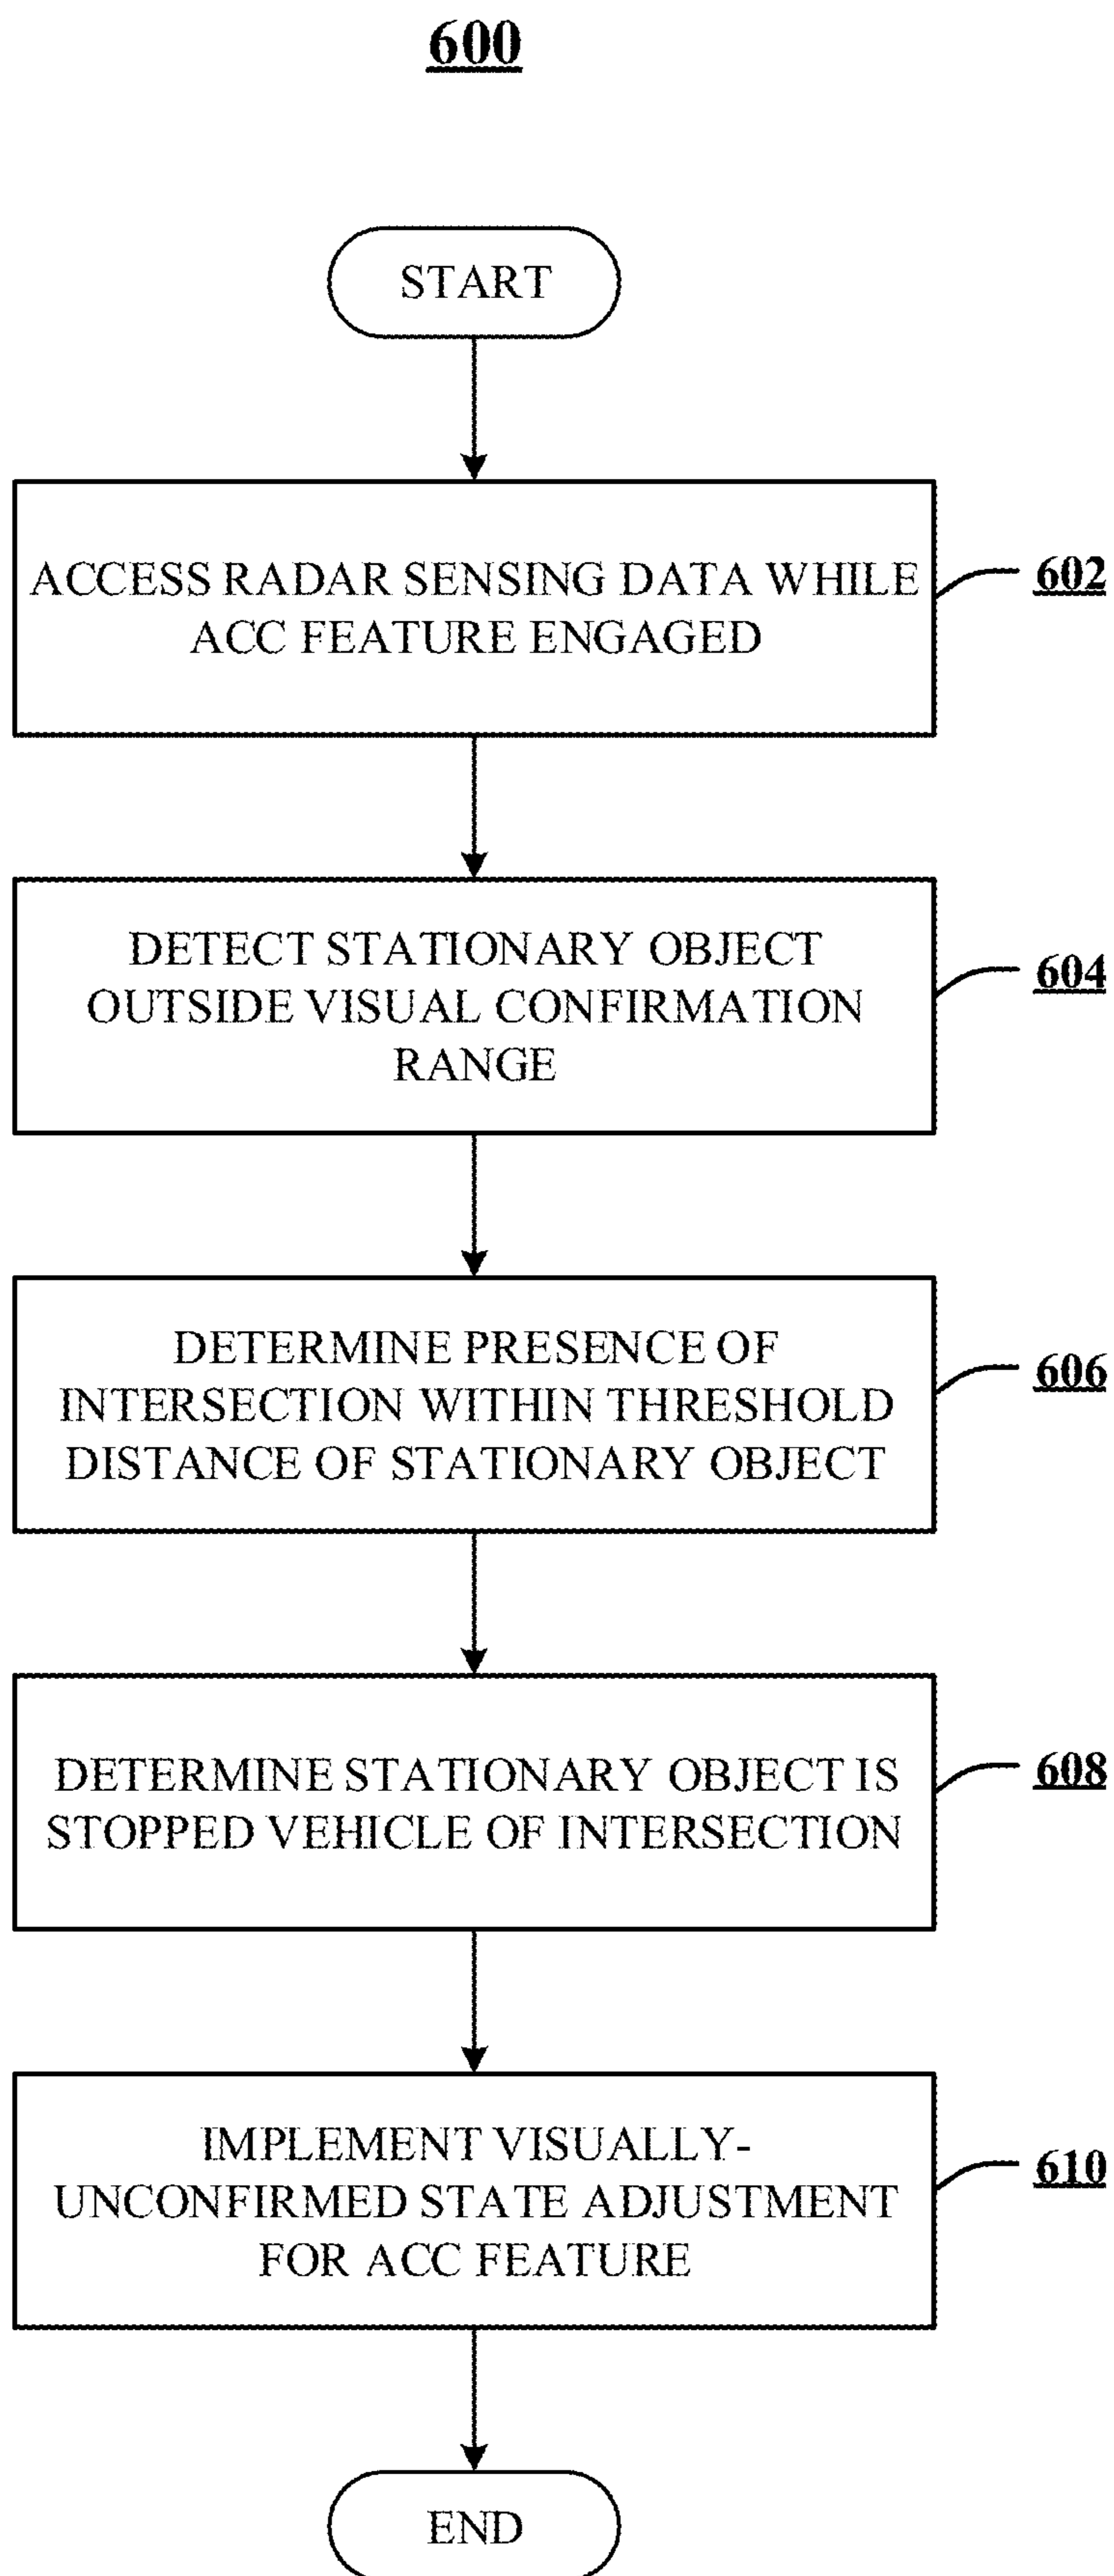 600
START
ACCESS RADAR SENSING DATA WHILE
ACC FEATURE ENGAGED
602
DETECT STATIONARY OBJECT
OUTSIDE VISUAL CONFIRMATION
RANGE
604
DETERMINE PRESENCE OF
INTERSECTION WITHIN THRESHOLD
DISTANCE OF STATIONARY OBJECT
606
DETERMINE STATIONARY OBJECT IS
STOPPED VEHICLE OF INTERSECTION
608
IMPLEMENT VISUALLY-
UNCONFIRMED STATE ADJUSTMENT
FOR ACC FEATURE
610
END